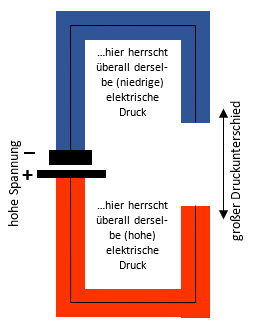 ...hier herrscht
überall dersel-
be (niedrige)
elektrische
Druck
hohe Spannung
–
+
großer Druckunterschied
...hier herrscht
überall dersel-
be (hohe)
elektrische
Druck